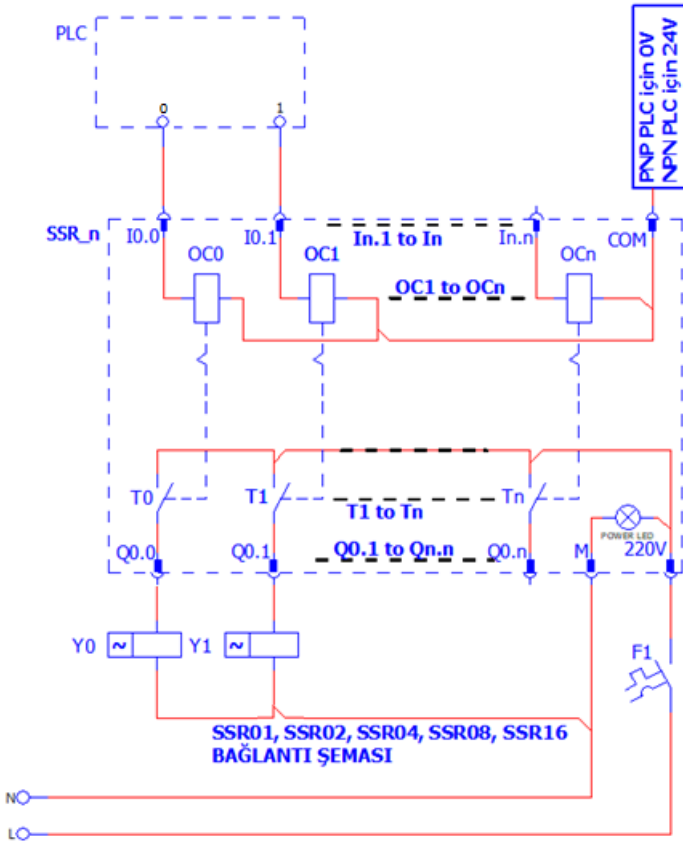 PLC
0
1
PNP PLC için 0V
NPN PLC için 24V
SSR_n
I0.0
I0.1
In.1 to In
In.n
COM
OC0
OC1
OCn
OC1 to OCn
T0
T1
Tn
T1 to Tn
POWER LED
Q0.0
Q0.1
Q0.1 to Qn.n
Q0.n
M
220V
Y0
~
Y1
~
F1
SSR01, SSR02, SSR04, SSR08, SSR16
BAĞLANTI ŞEMASI
N
L